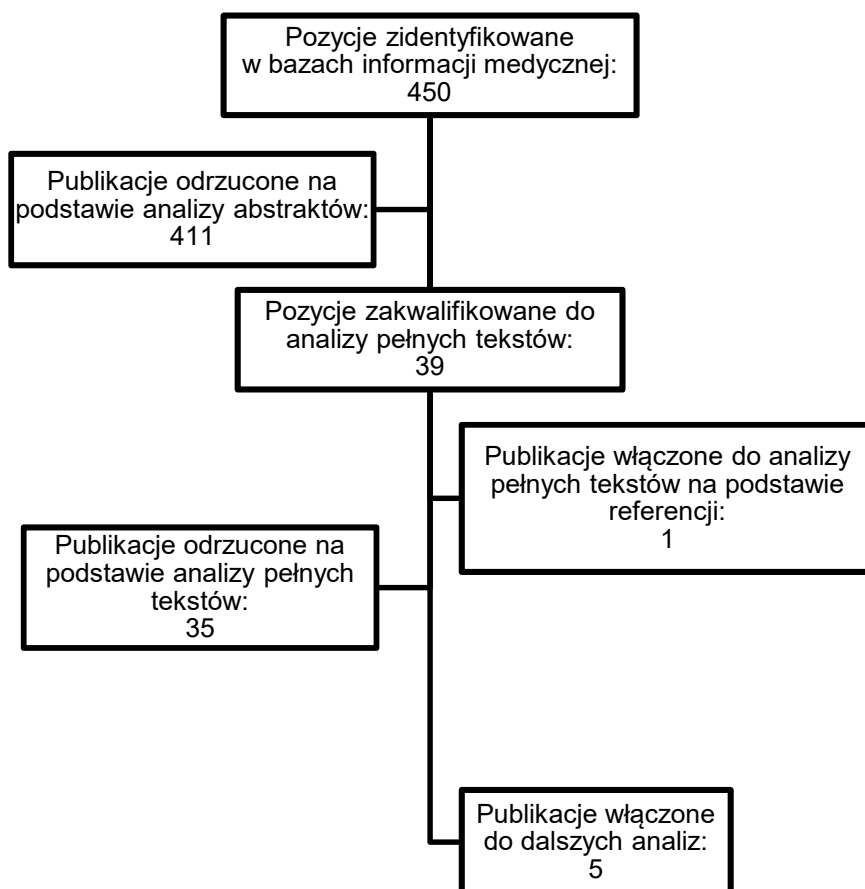 Pozycje zidentyfikowane
w bazach informacji medycznej:
450
Publikacje odrzucone na
podstawie analizy abstraktów:
411
Pozycje zakwalifikowane do
analizy pełnych tekstów:
39
Publikacje włączone do analizy
pełnych tekstów na podstawie
referencji:
1
Publikacje odrzucone na
podstawie analizy pełnych
tekstów:
35
Publikacje włączone
do dalszych analiz:
5